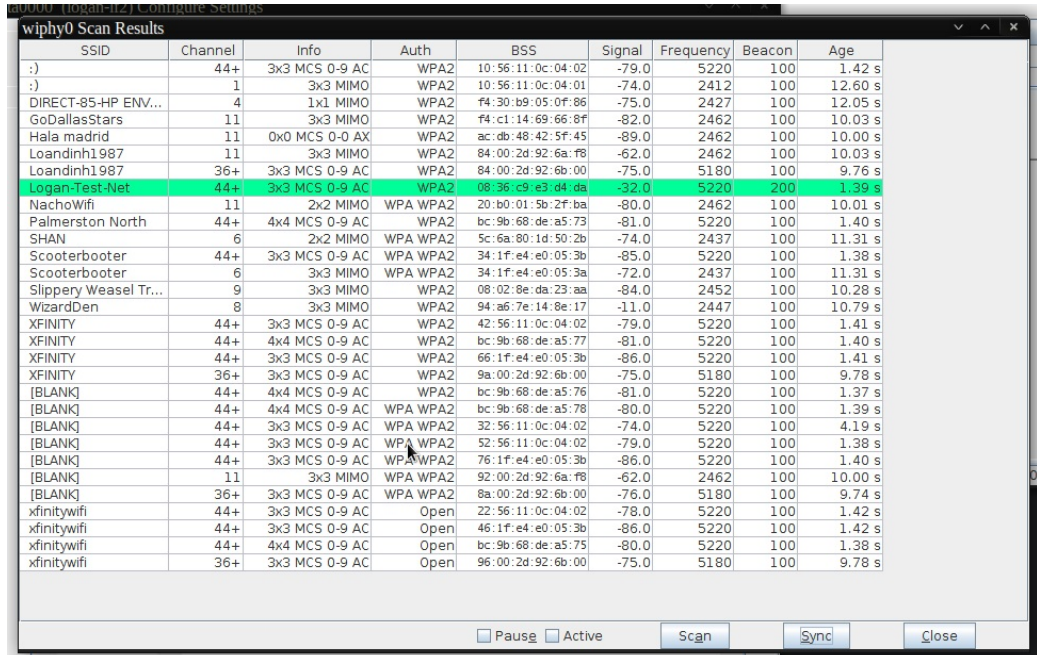 ta0000 (logan-if2) Configure Settings
wiphy0 Scan Results
SSID Channel Info Auth BSS Signal Frequency Beacon Age
:) 44+ 3x3 MCS 0-9 AC WPA2 10:56:11:0c:04:02 -79.0 5220 100 1.42 s
:) 1 3x3 MIMO WPA2 10:56:11:0c:04:01 -74.0 2412 100 12.60 s
DIRECT-85-HP ENV... 4 1x1 MIMO WPA2 f4:30:b9:05:0f:86 -75.0 2427 100 12.05 s
GoDallasStars 11 3x3 MIMO WPA2 f4:c1:14:69:66:8f -82.0 2462 100 10.03 s
Hala madrid 11 0x0 MCS 0-0 AX WPA2 ac:db:48:42:5f:45 -89.0 2462 100 10.00 s
Loandinh1987 11 3x3 MIMO WPA2 84:00:2d:92:6a:f8 -62.0 2462 100 10.03 s
Loandinh1987 36+ 3x3 MCS 0-9 AC WPA2 84:00:2d:92:6b:00 -75.0 5180 100 9.76 s
Logan-Test-Net 44+ 3x3 MCS 0-9 AC WPA2 08:36:c9:e3:d4:da -32.0 5220 200 1.39 s
NachoWifi 11 2x2 MIMO WPA WPA2 20:b0:01:5b:2f:ba -80.0 2462 100 10.01 s
Palmerston North 44+ 4x4 MCS 0-9 AC WPA2 bc:9b:68:de:a5:73 -81.0 5220 100 1.40 s
SHAN 6 2x2 MIMO WPA WPA2 5c:6a:80:1d:50:2b -74.0 2437 100 11.31 s
Scooterbooter 44+ 3x3 MCS 0-9 AC WPA WPA2 34:1f:e4:e0:05:3b -85.0 5220 100 1.38 s
Scooterbooter 6 3x3 MIMO WPA WPA2 34:1f:e4:e0:05:3a -72.0 2437 100 11.31 s
Slippery Weasel Tr... 9 3x3 MIMO WPA2 08:02:8e:da:23:aa -84.0 2452 100 10.28 s
WizardDen 8 3x3 MIMO WPA2 94:a6:7e:14:8e:17 -11.0 2447 100 10.79 s
XFINITY 44+ 3x3 MCS 0-9 AC WPA2 42:56:11:0c:04:02 -79.0 5220 100 1.41 s
XFINITY 44+ 4x4 MCS 0-9 AC WPA2 bc:9b:68:de:a5:77 -81.0 5220 100 1.40 s
XFINITY 44+ 3x3 MCS 0-9 AC WPA2 66:1f:e4:e0:05:3b -86.0 5220 100 1.41 s
XFINITY 36+ 3x3 MCS 0-9 AC WPA2 9a:00:2d:92:6b:00 -75.0 5180 100 9.78 s
[BLANK] 44+ 4x4 MCS 0-9 AC WPA2 bc:9b:68:de:a5:76 -81.0 5220 100 1.37 s
[BLANK] 44+ 4x4 MCS 0-9 AC WPA WPA2 bc:9b:68:de:a5:78 -80.0 5220 100 1.39 s
[BLANK] 44+ 3x3 MCS 0-9 AC WPA WPA2 32:56:11:0c:04:02 -74.0 5220 100 4.19 s
[BLANK] 44+ 3x3 MCS 0-9 AC WPA WPA2 52:56:11:0c:04:02 -79.0 5220 100 1.38 s
[BLANK] 44+ 3x3 MCS 0-9 AC WPA WPA2 76:1f:e4:e0:05:3b -86.0 5220 100 1.40 s
[BLANK] 11 3x3 MIMO WPA WPA2 92:00:2d:92:6a:f8 -62.0 2462 100 10.00 s
[BLANK] 36+ 3x3 MCS 0-9 AC WPA WPA2 8a:00:2d:92:6b:00 -76.0 5180 100 9.74 s
xfinitywifi 44+ 3x3 MCS 0-9 AC Open 22:56:11:0c:04:02 -78.0 5220 100 1.42 s
xfinitywifi 44+ 3x3 MCS 0-9 AC Open 46:1f:e4:e0:05:3b -86.0 5220 100 1.42 s
xfinitywifi 44+ 4x4 MCS 0-9 AC Open bc:9b:68:de:a5:75 -80.0 5220 100 1.38 s
xfinitywifi 36+ 3x3 MCS 0-9 AC Open 96:00:2d:92:6b:00 -75.0 5180 100 9.78 s
Pause Active Scan Sync Close